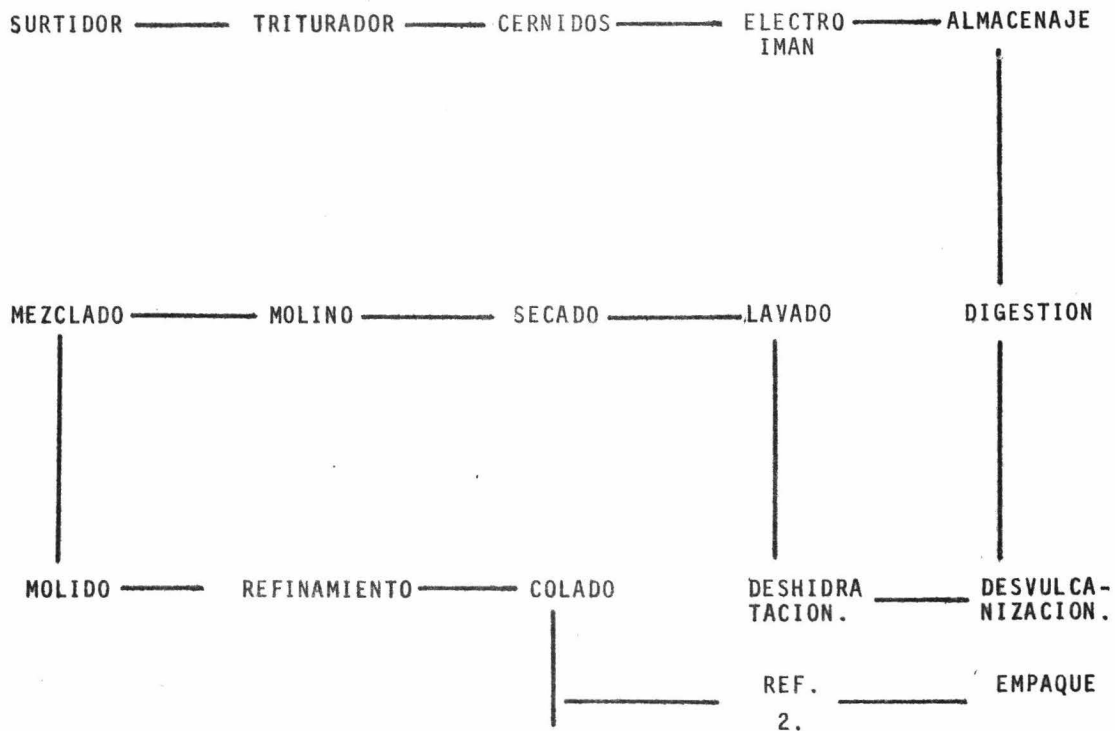 SURTIDOR TRITURADOR CERNIDOS ELECTRO ALMACENAJE
IMAN
MEZCLADO MOLINO SECADO LAVADO DIGESTION
MOLIDO REFINAMIENTO COLADO DESHIDRA DESVULCA-
TACION. NIZACION.
REF. EMPAQUE
2.